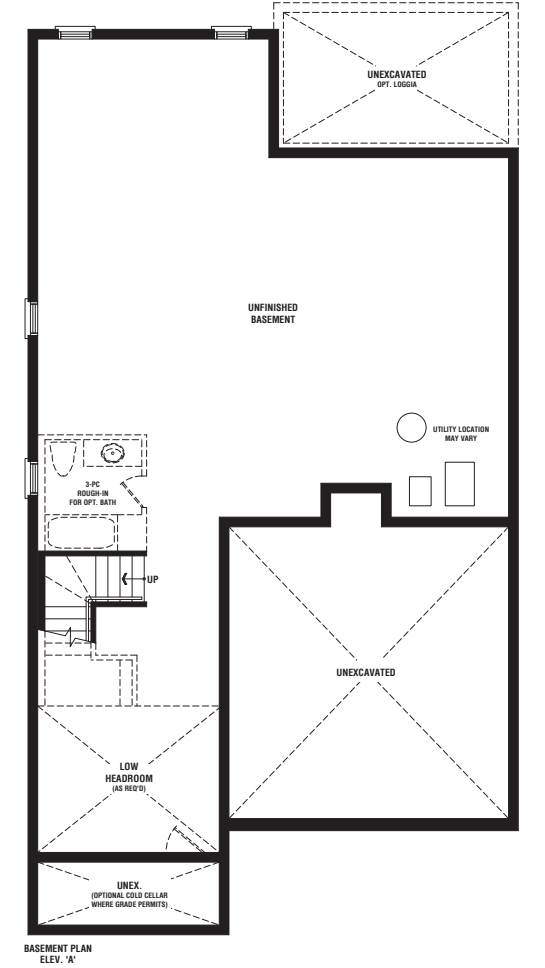 UNEXCAVATED
OPT. LOGGIA
UNFINISHED
BASEMENT
UTILITY LOCATION
MAY VARY
3-PC
ROUGH-IN
FOR OPT. BATH
UP
UNEXCAVATED
LOW
HEADROOM
(AS REQ'D)
UNEX.
(OPTIONAL COLD CELLAR
WHERE GRADE PERMITS)
BASEMENT PLAN
ELEV. 'A'